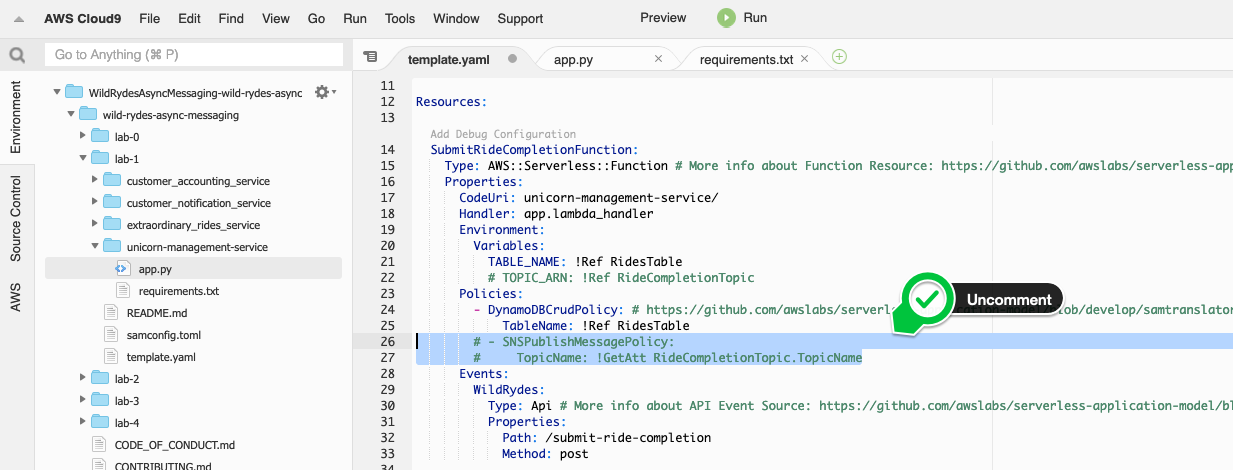 AWS Cloud9 File Edit Find View Go Run Tools Window Support Preview Run
Go to Anything (⌘ P)
template.yaml app.py × requirements.txt ×
Environment
Source Control
AWS
WildRydesAsyncMessaging-wild-rydes-async
wild-rydes-async-messaging
lab-0
lab-1
customer_accounting_service
customer_notification_service
extraordinary_rides_service
unicorn-management-service
app.py
requirements.txt
README.md
samconfig.toml
template.yaml
lab-2
lab-3
lab-4
CODE_OF_CONDUCT.md
CONTRIBUTING.md
11
12 Resources:
13
Add Debug Configuration
14 SubmitRideCompletionFunction:
15 Type: AWS::Serverless::Function # More info about Function Resource: https://github.com/awslabs/serverless-app
16 Properties:
17 CodeUri: unicorn-management-service/
18 Handler: app.lambda_handler
19 Environment:
20 Variables:
21 TABLE_NAME: !Ref RidesTable
22 # TOPIC_ARN: !Ref RideCompletionTopic
23 Policies:
24 - DynamoDBCrudPolicy: # https://github.com/awslabs/server
ob/develop/samtranslator
Uncomment
25 TableName: !Ref RidesTable
26 # - SNSPublishMessagePolicy:
27 # TopicName: !GetAtt RideCompletionTopic.TopicName
28 Events:
29 WildRydes:
30 Type: Api # More info about API Event Source: https://github.com/awslabs/serverless-application-model/bl
31 Properties:
32 Path: /submit-ride-completion
33 Method: post
34